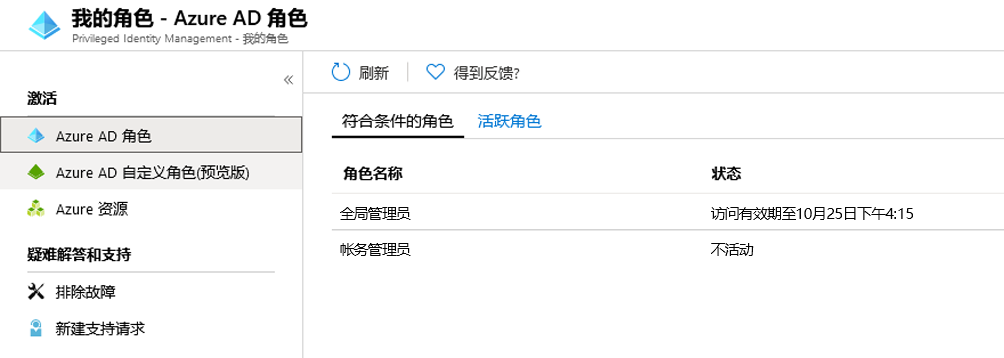 我的角色 - Azure AD 角色
Privileged Identity Management - 我的角色
«
激活
Azure AD 角色
Azure AD 自定义角色(预览版)
Azure 资源
疑难解答和支持
排除故障
新建支持请求
刷新
得到反馈?
符合条件的角色 活跃角色
角色名称 状态
全局管理员 访问有效期至10月25日下午4:15
帐务管理员 不活动